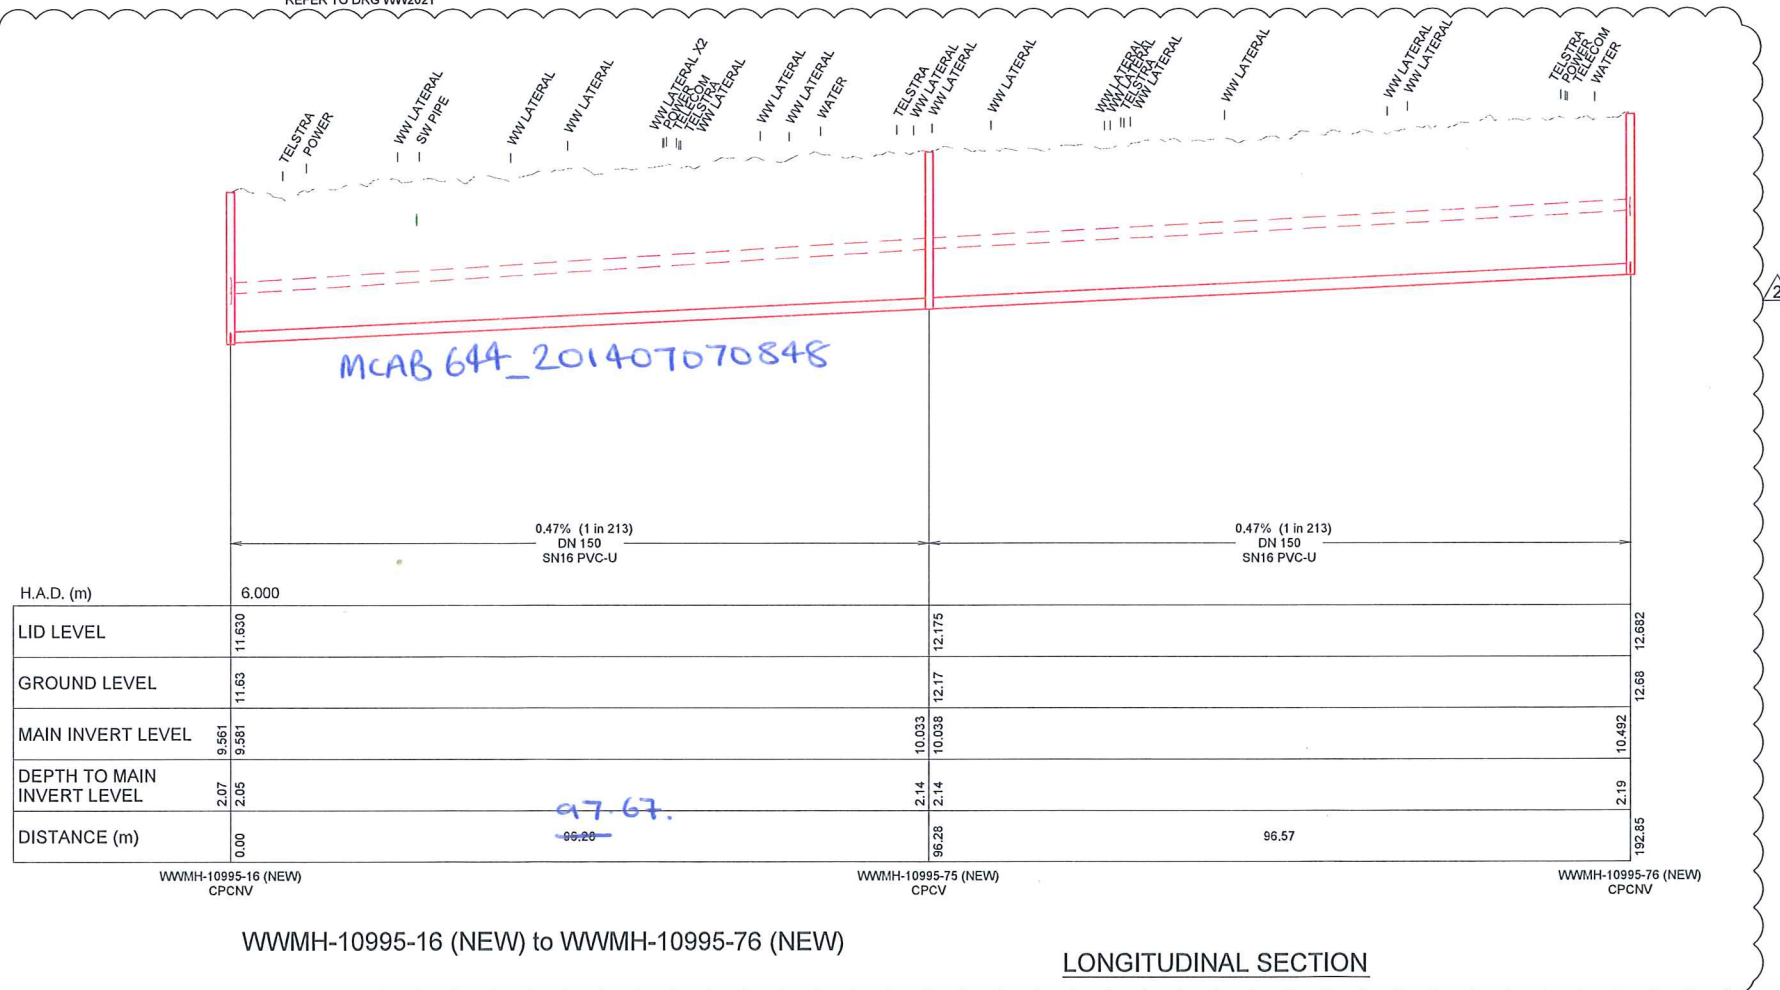 REFER TO DRG WW2021
TELSTRA
POWER
WW LATERAL
SW PIPE
WW LATERAL
WW LATERAL
WW LATERAL X2
POWER
TELECOM
TELSTRA
WW LATERAL
WW LATERAL
WW LATERAL
WATER
TELSTRA
WW LATERAL
WW LATERAL
WW LATERAL
WW LATERAL
WW LATERAL
TELSTRA
WW LATERAL
WW LATERAL
WW LATERAL
WW LATERAL
TELSTRA
POWER
TELECOM
WATER
2
MCAB 644_201407070848
0.47% (1 in 213)
DN 150
SN16 PVC-U
0.47% (1 in 213)
DN 150
SN16 PVC-U
H.A.D. (m) 6.000
LID LEVEL 11.630 12.175 12.682
GROUND LEVEL 11.63 12.17 12.68
MAIN INVERT LEVEL 9.561 9.581 10.033 10.038 10.492
DEPTH TO MAIN
INVERT LEVEL 2.07 2.05 2.14 2.14 2.19
97.67.
DISTANCE (m) 0.00 96.28 96.28 96.57 192.85
WWMH-10995-16 (NEW)
CPCNV
WWMH-10995-75 (NEW)
CPCV
WWMH-10995-76 (NEW)
CPCNV
WWMH-10995-16 (NEW) to WWMH-10995-76 (NEW)
LONGITUDINAL SECTION